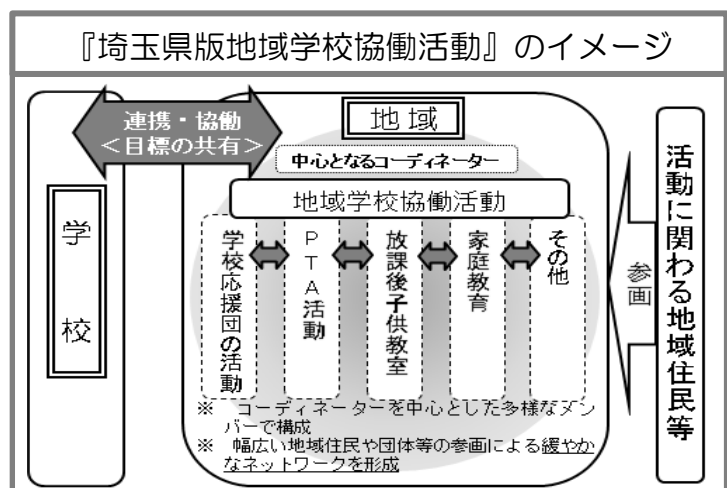 『埼玉県版地域学校協働活動』のイメージ
連携・協働
＜目標の共有＞
地域
中心となるコーディネーター
地域学校協働活動
学校
学校応援団の活動
PTA活動
放課後子供教室
家庭教育
その他
※　コーディネーターを中心とした多様なメン
バーで構成
※　幅広い地域住民や団体等の参画による緩やか
なネットワークを形成
参画
活動に関わる地域住民等